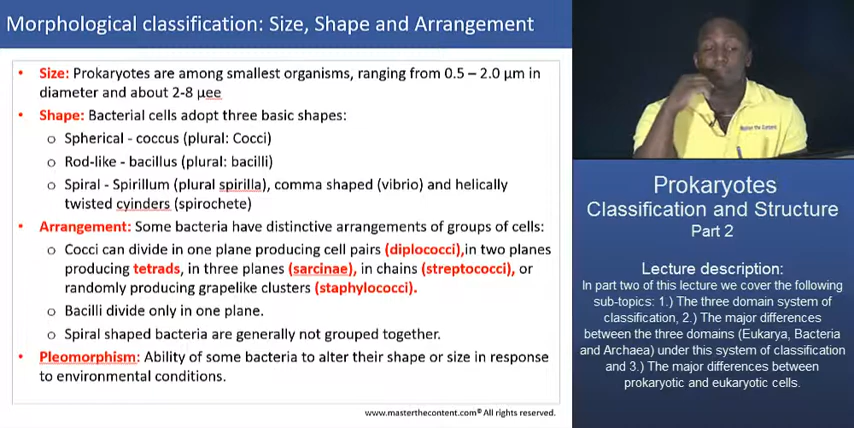 Morphological classification: Size, Shape and Arrangement
• Size: Prokaryotes are among smallest organisms, ranging from 0.5 – 2.0 µm in
diameter and about 2-8 µee
• Shape: Bacterial cells adopt three basic shapes:
o Spherical - coccus (plural: Cocci)
o Rod-like - bacillus (plural: bacilli)
o Spiral - Spirillum (plural spirilla), comma shaped (vibrio) and helically
twisted cyinders (spirochete)
• Arrangement: Some bacteria have distinctive arrangements of groups of cells:
o Cocci can divide in one plane producing cell pairs (diplococci),in two planes
producing tetrads, in three planes (sarcinae), in chains (streptococci), or
randomly producing grapelike clusters (staphylococci).
o Bacilli divide only in one plane.
o Spiral shaped bacteria are generally not grouped together.
• Pleomorphism: Ability of some bacteria to alter their shape or size in response
to environmental conditions.
www.masterthecontent.com© All rights reserved.
Master the Content
Prokaryotes
Classification and Structure
Part 2
Lecture description:
In part two of this lecture we cover the following
sub-topics: 1.) The three domain system of
classification, 2.) The major differences
between the three domains (Eukarya, Bacteria
and Archaea) under this system of classification
and 3.) The major differences between
prokaryotic and eukaryotic cells.